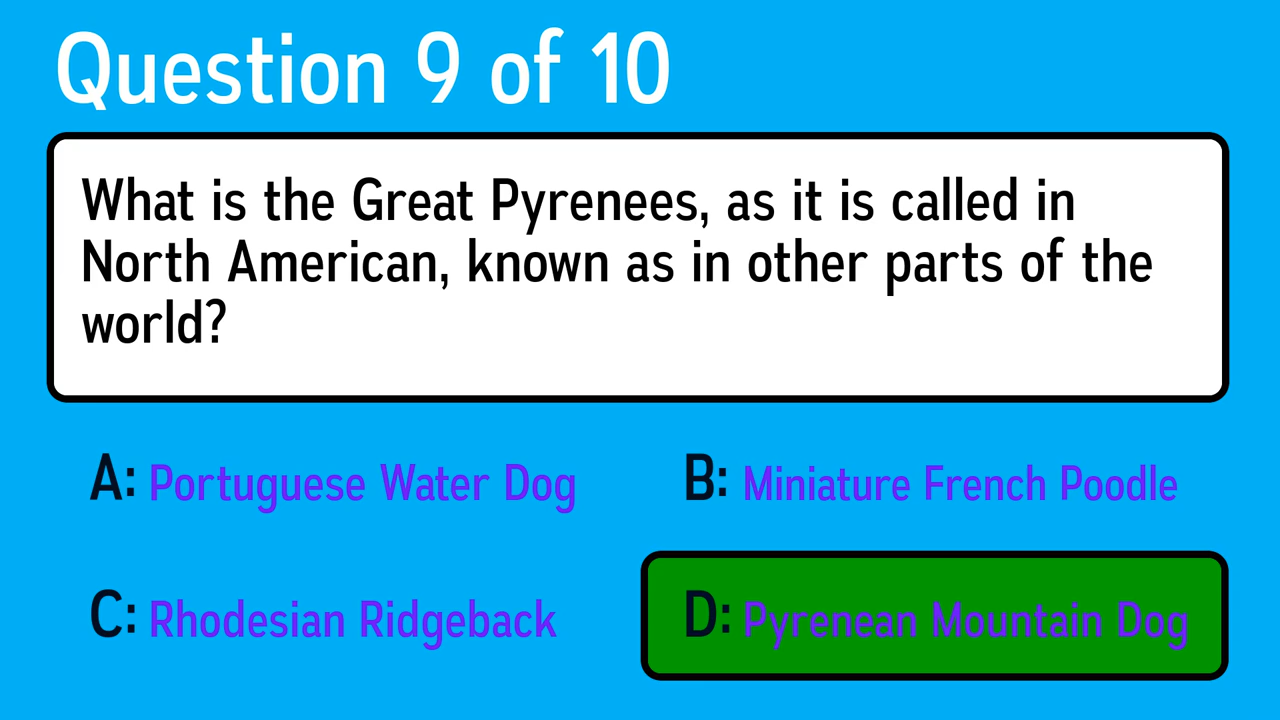 Question 9 of 10
What is the Great Pyrenees, as it is called in
North American, known as in other parts of the
world?
A: Portuguese Water Dog
B: Miniature French Poodle
C: Rhodesian Ridgeback
D: Pyrenean Mountain Dog